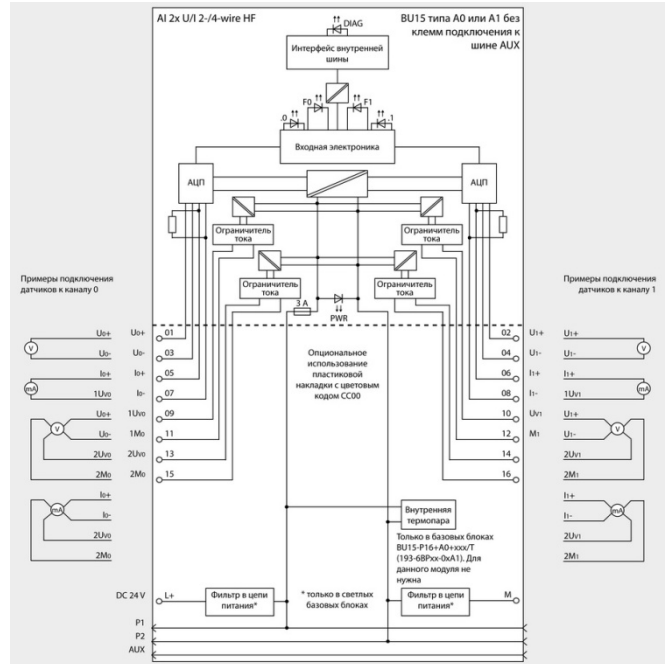 AI 2x U/I 2-/4-wire HF
BU15 типа A0 или A1 без
клемм подключения к
шине AUX
DIAG
Интерфейс внутренней
шины
.0
F0
F1
.1
Входная электроника
АЦП
АЦП
Ограничитель
тока
Ограничитель
тока
Ограничитель
тока
Ограничитель
тока
3 A
PWR
Примеры подключения
датчиков к каналу 0
Примеры подключения
датчиков к каналу 1
U0+
U0+
01
02
U1+
U1+
V
U0-
U0-
03
04
U1-
U1-
V
I0+
I0+
05
06
I1+
I1+
mA
1UV0
I0-
07
08
I1-
1UV1
mA
U0+
1UV0
09
10
UV1
U1+
V
U0-
1M0
11
12
M1
U1-
V
2UV0
2UV0
13
14
2UV1
2M0
2M0
15
16
2M1
I0+
I1+
mA
I0-
I1-
mA
2UV0
2UV1
2M0
2M1
Опциональное
использование
пластиковой
накладки с цветовым
кодом CC00
Внутренняя
термопара
Только в базовых блоках
BU15-P16+A0+xxx/T
(193-6BPxx-0xA1). Для
данного модуля не
нужна
DC 24 V
L+
Фильтр в цепи
питания*
* только в светлых
базовых блоках
Фильтр в цепи
питания*
M
P1
P2
AUX